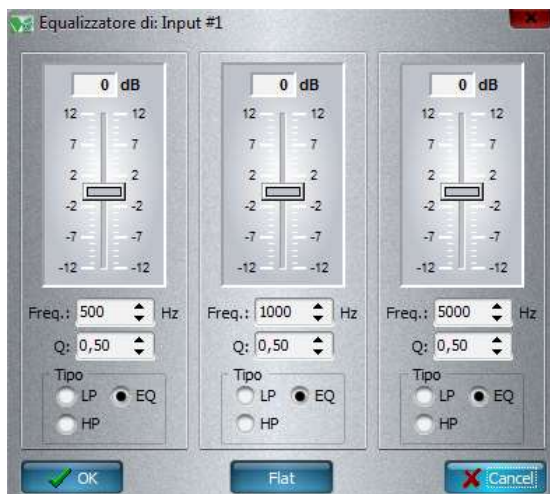 Equalizzatore di: Input #1
0 dB 0 dB 0 dB
12 12 12 12 12 12
7 7 7 7 7 7
2 2 2 2 2 2
-2 -2 -2 -2 -2 -2
-7 -7 -7 -7 -7 -7
-12 -12 -12 -12 -12 -12
Freq.: 500 Hz Freq.: 1000 Hz Freq.: 5000 Hz
Q: 0,50 Q: 0,50 Q: 0,50
Tipo Tipo Tipo
LP EQ LP EQ LP EQ
HP HP HP
OK Flat Cancel